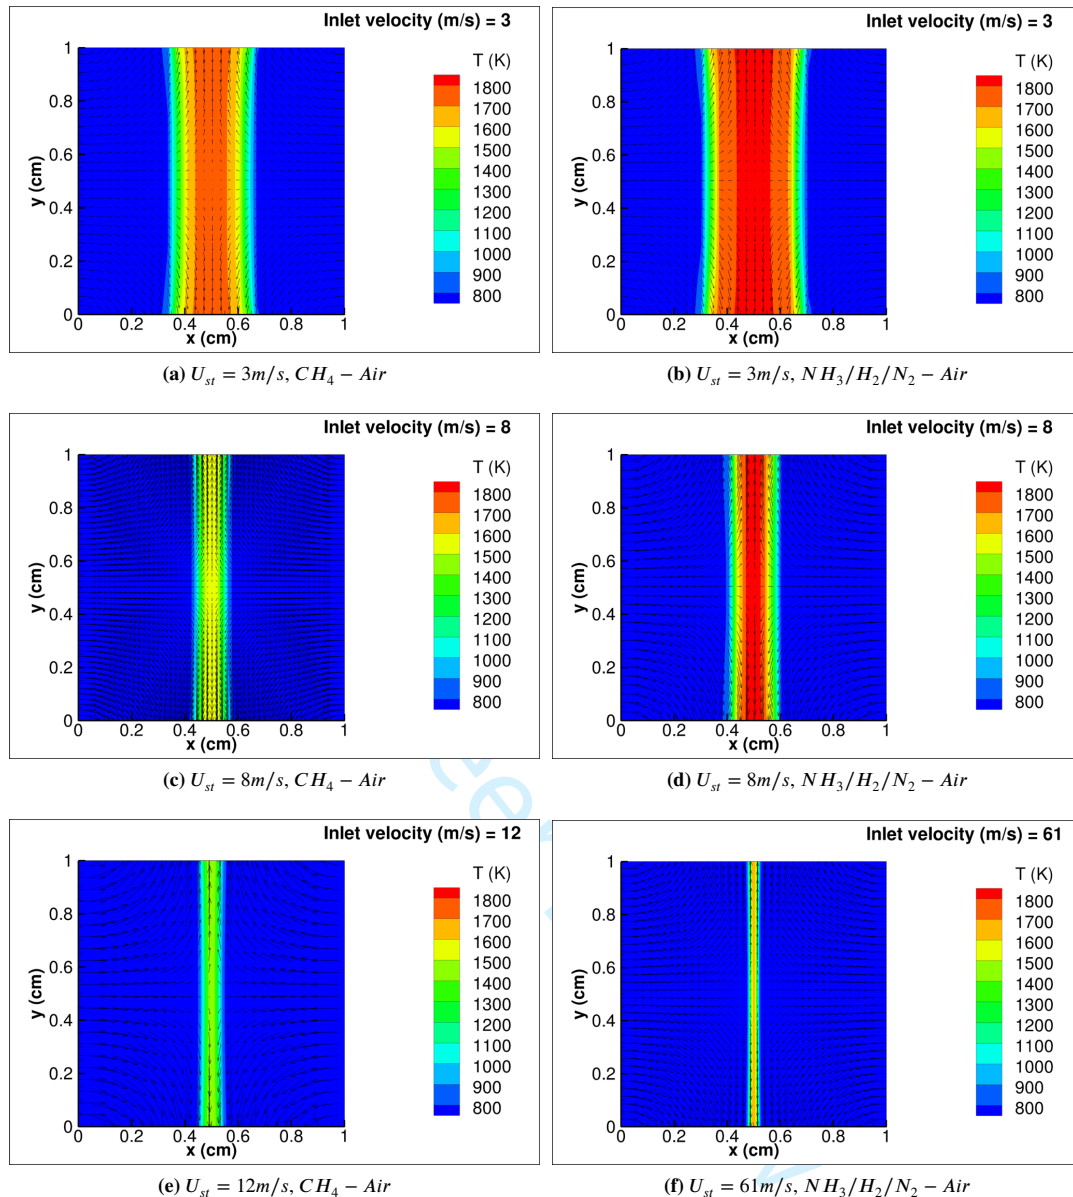 Inlet velocity (m/s) = 3
T (K)
1800
1700
1600
1500
1400
1300
1200
1100
1000
900
800
y (cm)
1
0.8
0.6
0.4
0.2
0
0 0.2 0.4 0.6 0.8 1
x (cm)
(a) U_st = 3m/s, CH_4 − Air
Inlet velocity (m/s) = 3
T (K)
1800
1700
1600
1500
1400
1300
1200
1100
1000
900
800
y (cm)
1
0.8
0.6
0.4
0.2
0
0 0.2 0.4 0.6 0.8 1
x (cm)
(b) U_st = 3m/s, NH_3/H_2/N_2 − Air
Inlet velocity (m/s) = 8
T (K)
1800
1700
1600
1500
1400
1300
1200
1100
1000
900
800
y (cm)
1
0.8
0.6
0.4
0.2
0
0 0.2 0.4 0.6 0.8 1
x (cm)
(c) U_st = 8m/s, CH_4 − Air
Inlet velocity (m/s) = 8
T (K)
1800
1700
1600
1500
1400
1300
1200
1100
1000
900
800
y (cm)
1
0.8
0.6
0.4
0.2
0
0 0.2 0.4 0.6 0.8 1
x (cm)
(d) U_st = 8m/s, NH_3/H_2/N_2 − Air
Inlet velocity (m/s) = 12
T (K)
1800
1700
1600
1500
1400
1300
1200
1100
1000
900
800
y (cm)
1
0.8
0.6
0.4
0.2
0
0 0.2 0.4 0.6 0.8 1
x (cm)
(e) U_st = 12m/s, CH_4 − Air
Inlet velocity (m/s) = 61
T (K)
1800
1700
1600
1500
1400
1300
1200
1100
1000
900
800
y (cm)
1
0.8
0.6
0.4
0.2
0
0 0.2 0.4 0.6 0.8 1
x (cm)
(f) U_st = 61m/s, NH_3/H_2/N_2 − Air